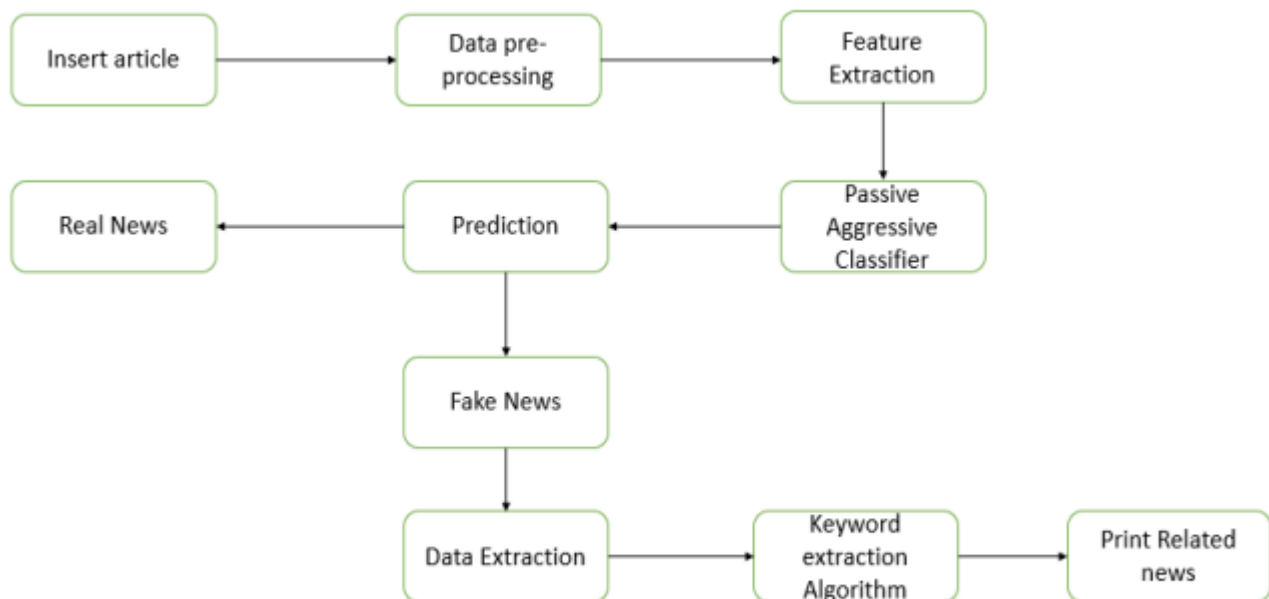 Insert article
Data pre-
processing
Feature
Extraction
Real News
Prediction
Passive
Aggressive
Classifier
Fake News
Data Extraction
Keyword
extraction
Algorithm
Print Related
news